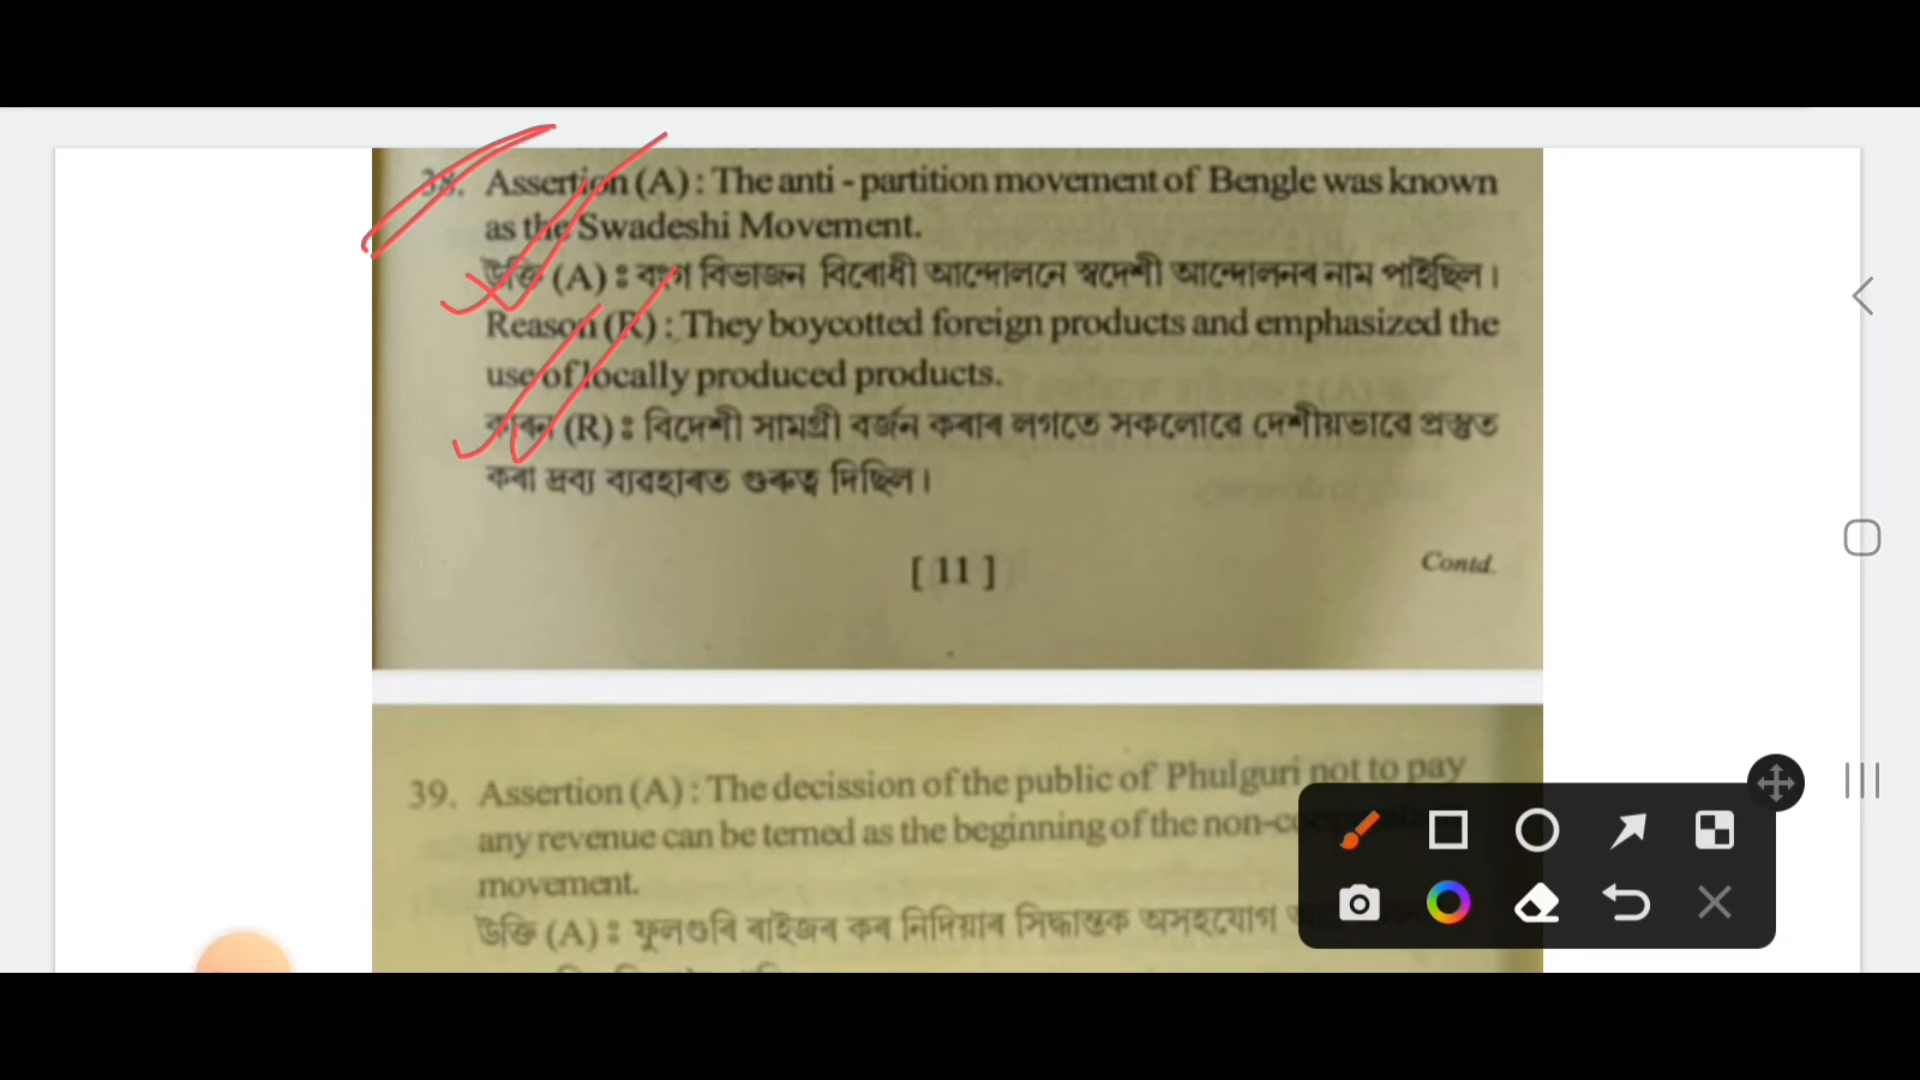 38. Assertion (A) : The anti - partition movement of Bengle was known
as the Swadeshi Movement.
উক্তি (A) : বংগ বিভাজন বিৰোধী আন্দোলনে স্বদেশী আন্দোলনৰ নাম পাইছিল।
Reason (R) : They boycotted foreign products and emphasized the
use of locally produced products.
কাৰন (R) : বিদেশী সামগ্ৰী বৰ্জন কৰাৰ লগতে সকলোৱে দেশীয়ভাৱে প্ৰস্তুত
কৰা দ্ৰব্য ব্যৱহাৰত গুৰুত্ব দিছিল।
[ 11 ]
Contd.
39. Assertion (A) : The decission of the public of Phulguri not to pay
any revenue can be terned as the beginning of the
movement.
উক্তি (A) : ফুলগুৰি ৰাইজৰ কৰ নিদিয়াৰ সিদ্ধান্তক অসহযোগ